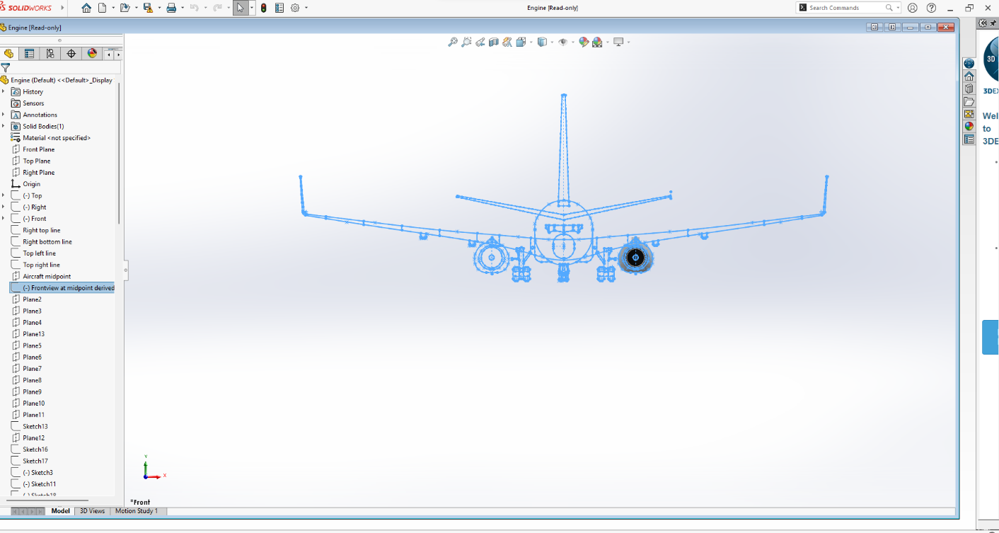 SOLIDWORKS
Engine [Read-only]
Search Commands
Engine [Read-only]
Engine (Default) <<Default>_Display
History
Sensors
Annotations
Solid Bodies(1)
Material <not specified>
Front Plane
Top Plane
Right Plane
Origin
(-) Top
(-) Right
(-) Front
Right top line
Right bottom line
Top left line
Top right line
Aircraft midpoint
(-) Frontview at midpoint derived
Plane2
Plane3
Plane4
Plane13
Plane5
Plane6
Plane7
Plane8
Plane9
Plane10
Plane11
Sketch13
Plane12
Sketch16
Sketch17
(-) Sketch3
(-) Sketch11
(-) Sketch18
Y
X
*Front
Model
3D Views
Motion Study 1
3D
3DEX
Wel
to
3DE